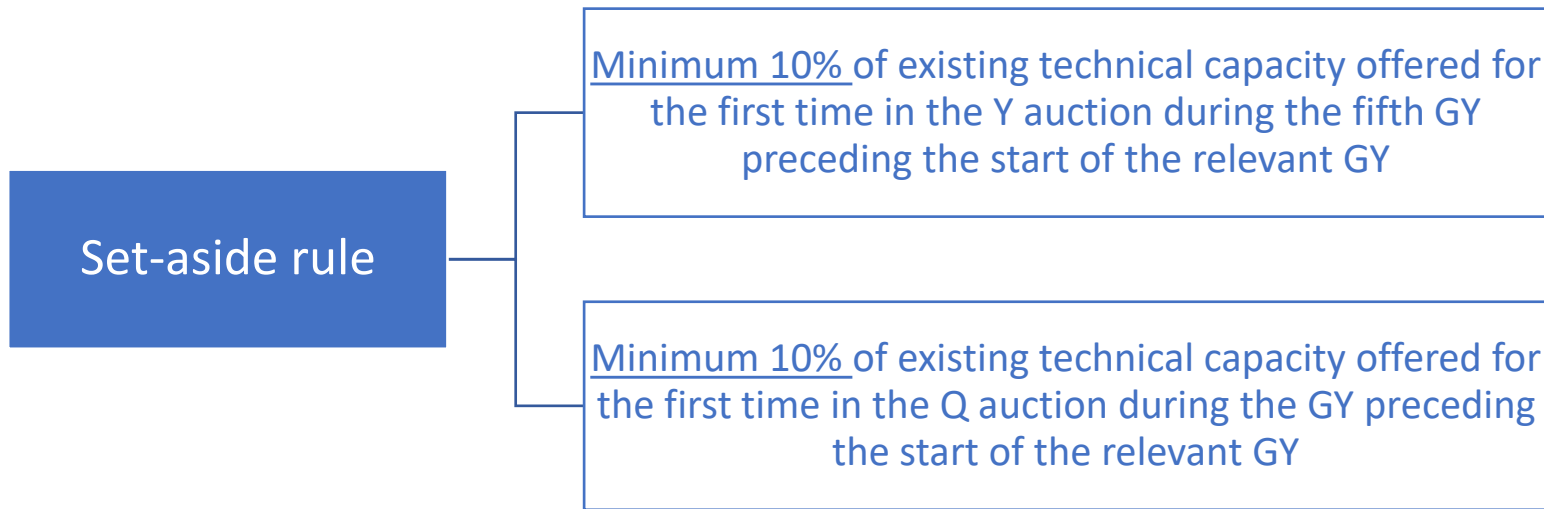 Set-aside rule
Minimum 10% of existing technical capacity offered for
the first time in the Y auction during the fifth GY
preceding the start of the relevant GY
Minimum 10% of existing technical capacity offered for
the first time in the Q auction during the GY preceding
the start of the relevant GY